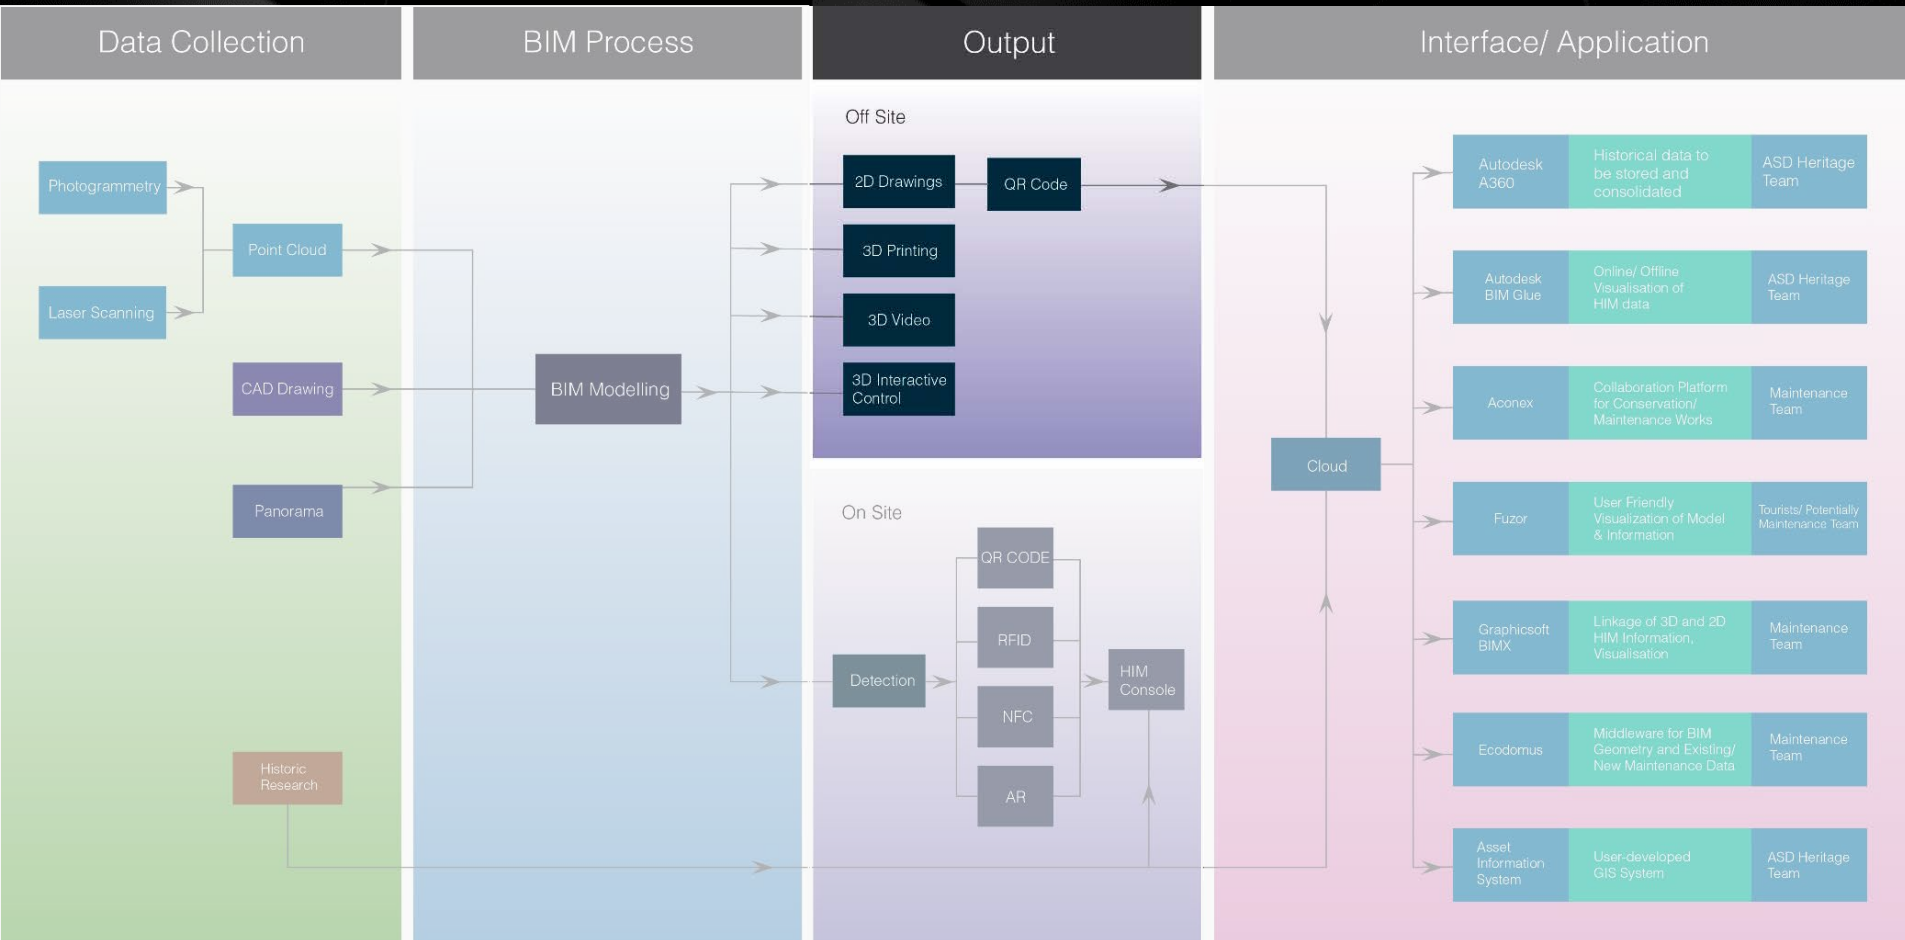 Data Collection
BIM Process
Output
Interface/ Application
Photogrammetry
Laser Scanning
Point Cloud
CAD Drawing
Panorama
Historic
Research
BIM Modelling
Off Site
2D Drawings
QR Code
3D Printing
3D Video
3D Interactive
Control
On Site
Detection
QR CODE
RFID
NFC
AR
HIM
Console
Cloud
Autodesk
A360
Historical data to
be stored and
consolidated
ASD Heritage
Team
Autodesk
BIM Glue
Online/ Offline
Visualisation of
HIM data
ASD Heritage
Team
Aconex
Collaboration Platform
for Conservation/
Maintenance Works
Maintenance
Team
Fuzor
User Friendly
Visualization of Model
& Information
Tourists/ Potentially
Maintenance Team
Graphicsoft
BIMX
Linkage of 3D and 2D
HIM Information,
Visualisation
Maintenance
Team
Ecodomus
Middleware for BIM
Geometry and Existing/
New Maintenance Data
Maintenance
Team
Asset
Information
System
User-developed
GIS System
ASD Heritage
Team